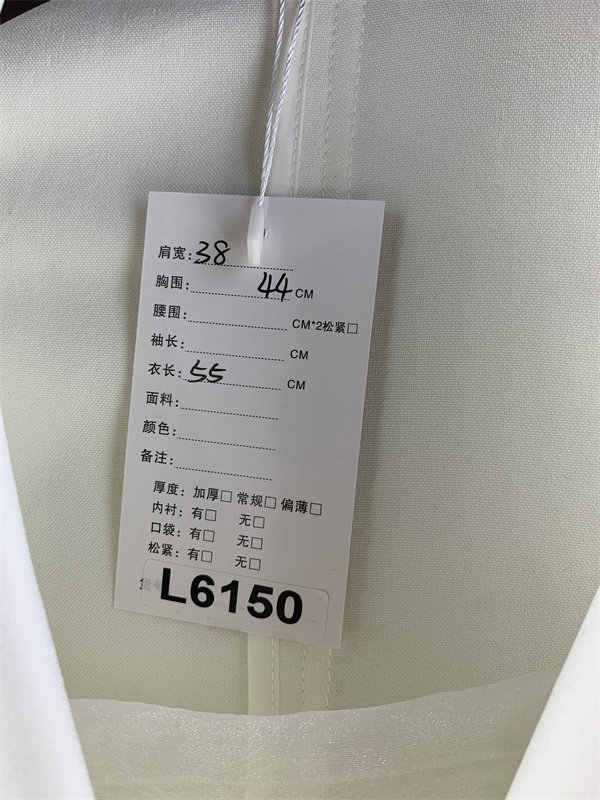 肩宽:38
胸围:44CM
腰围:CM*2松紧□
袖长:CM
衣长:55CM
面料:
颜色:
备注:
厚度:加厚□ 常规□ 偏薄□
内衬:有□ 无□
口袋:有□ 无□
松紧:有□ 无□
L6150